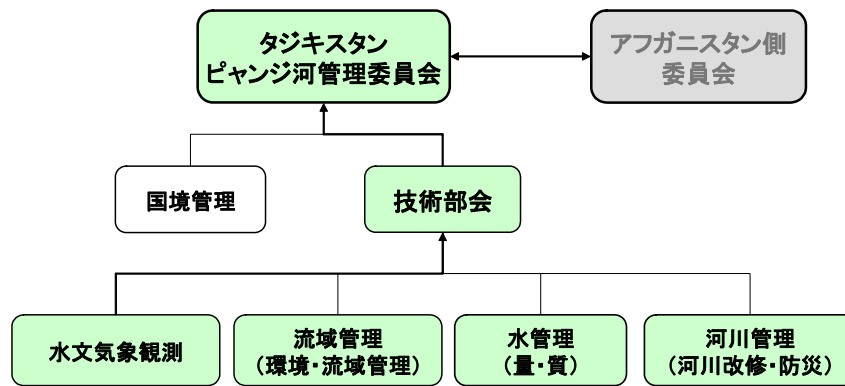 タジキスタン
ピャンジ河管理委員会
アフガニスタン側
委員会
国境管理
技術部会
水文気象観測
流域管理
（環境・流域管理）
水管理
（量・質）
河川管理
（河川改修・防災）